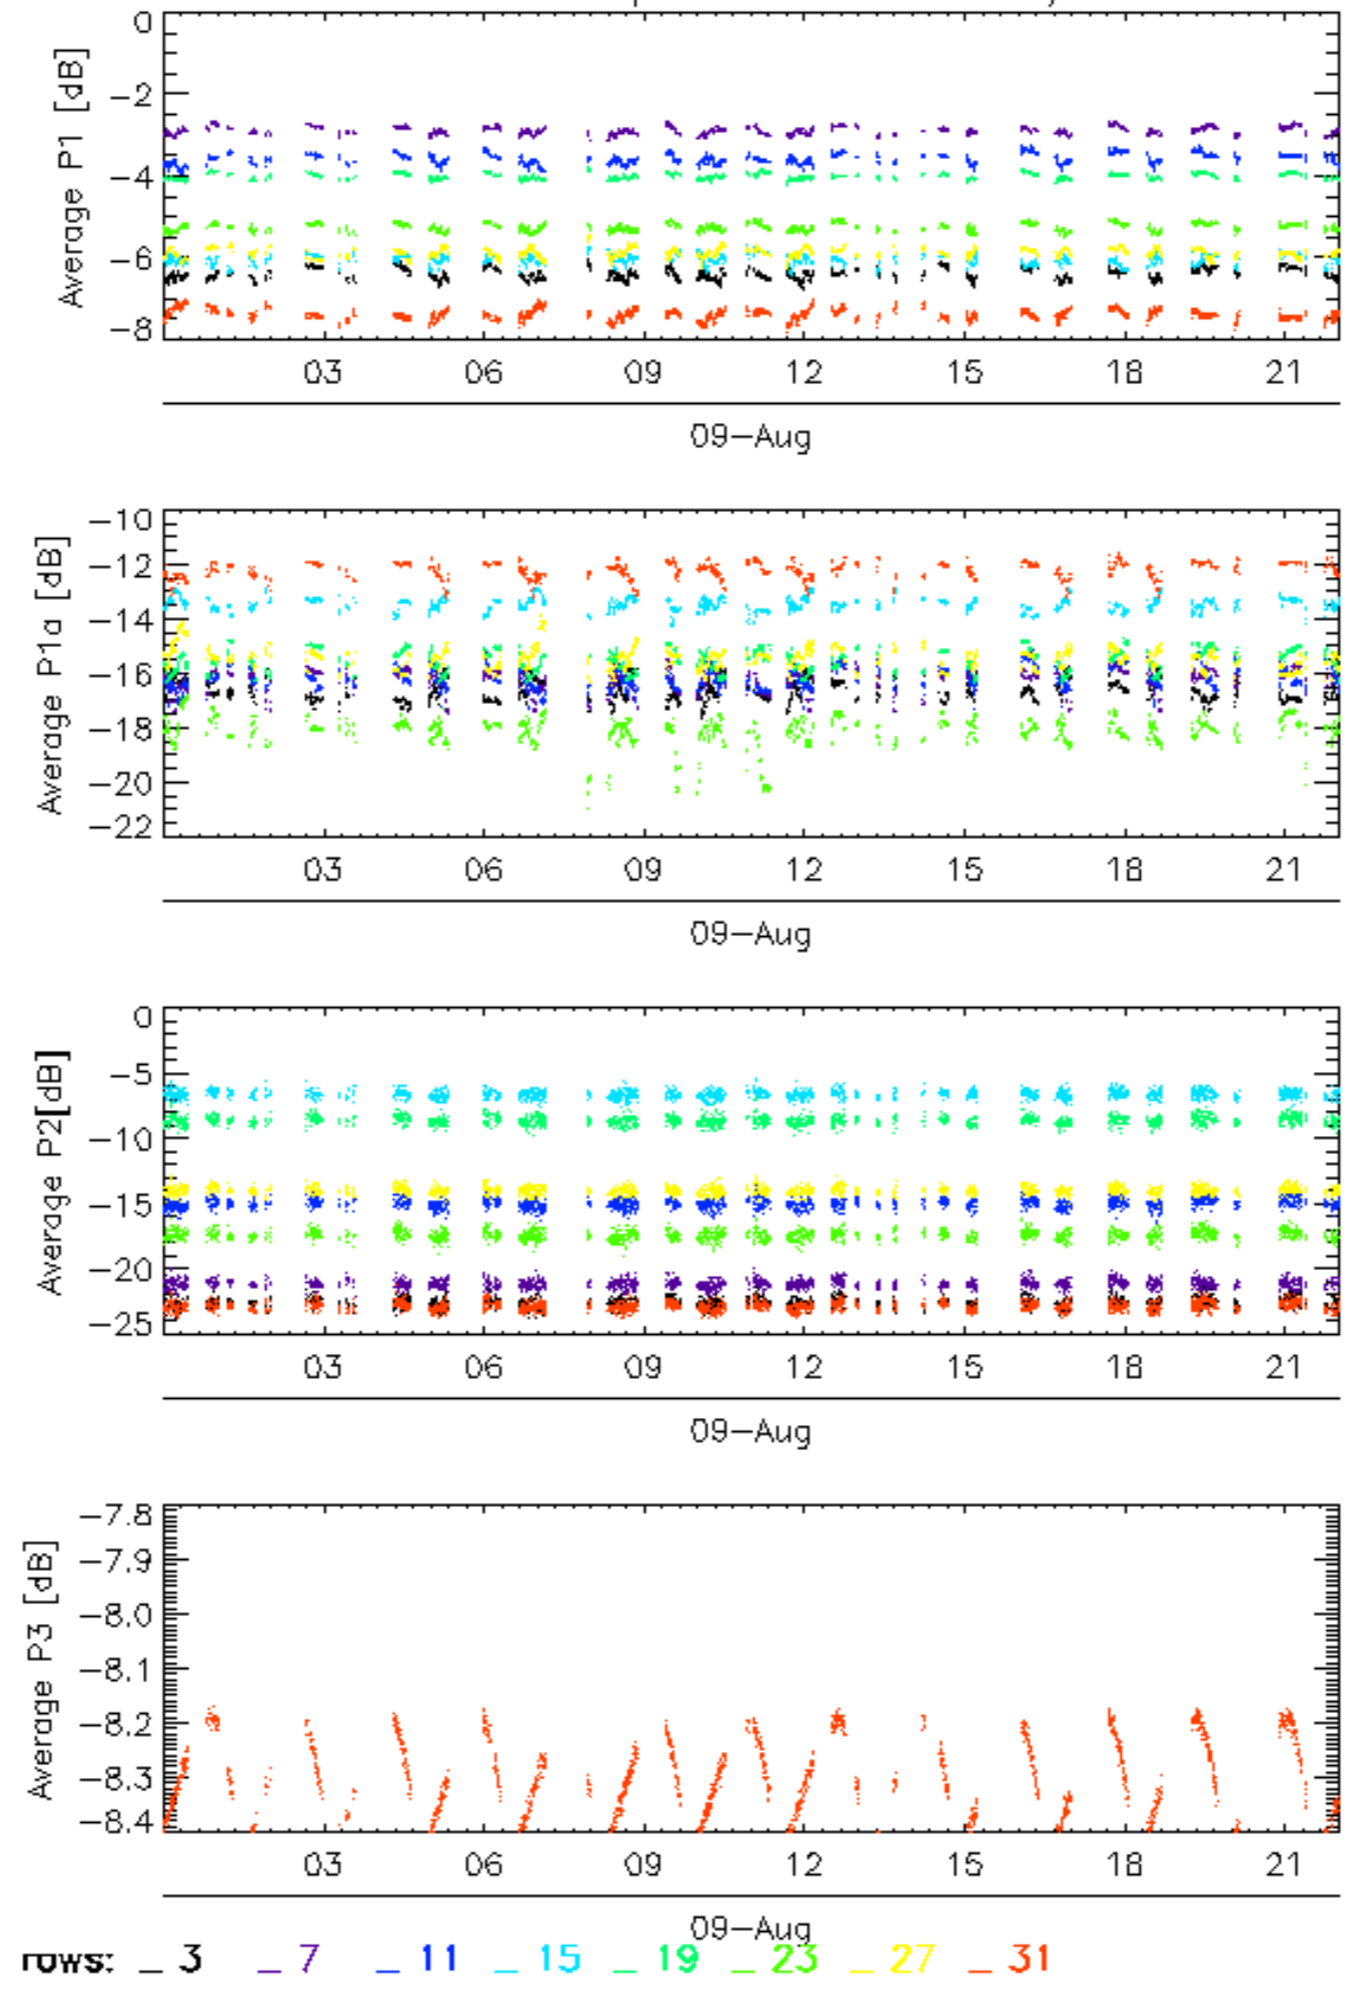 0
−2
−4
−6
−8
Average P1 [dB]
03 06 09 12 15 18 21
09−Aug
−10
−12
−14
−16
−18
−20
−22
Average P1a [dB]
03 06 09 12 15 18 21
09−Aug
0
−5
−10
−15
−20
−25
Average P2[dB]
03 06 09 12 15 18 21
09−Aug
−7.8
−7.9
−8.0
−8.1
−8.2
−8.3
−8.4
Average P3 [dB]
03 06 09 12 15 18 21
09−Aug
rows: _ 3 _ 7 _ 11 _ 15 _ 19 _ 23 _ 27 _ 31